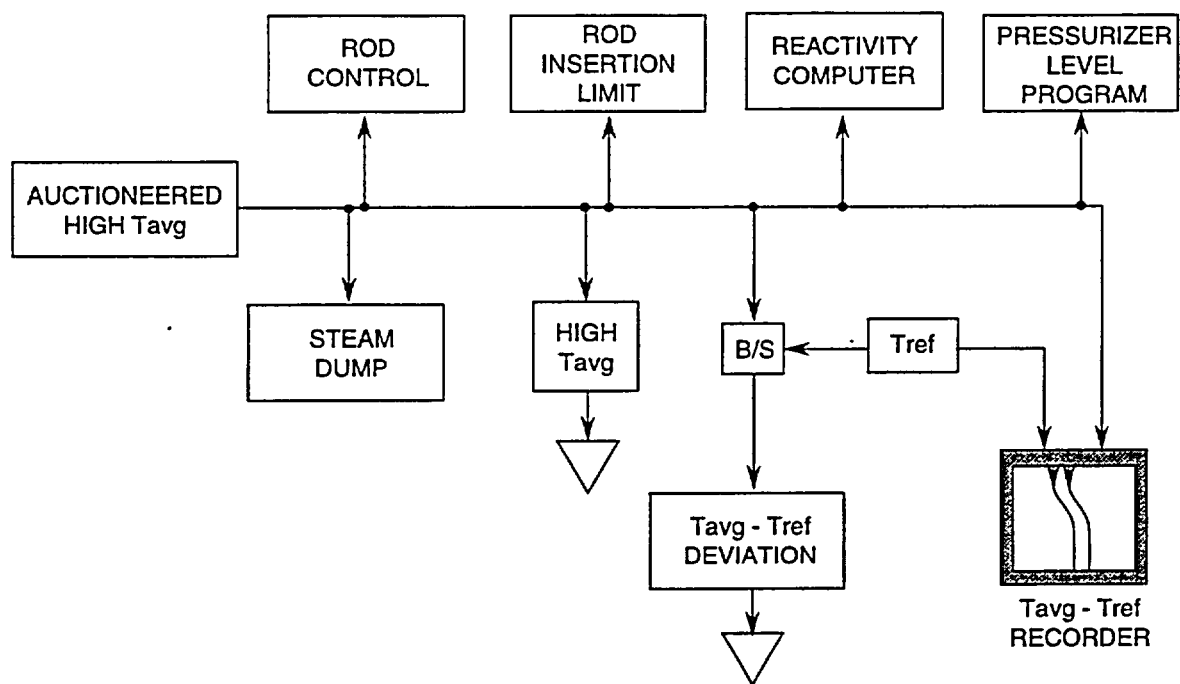 ROD
CONTROL
ROD
INSERTION
LIMIT
REACTIVITY
COMPUTER
PRESSURIZER
LEVEL
PROGRAM
AUCTIONEERED
HIGH Tavg
STEAM
DUMP
HIGH
Tavg
B/S
Tref
Tavg - Tref
DEVIATION
Tavg - Tref
RECORDER